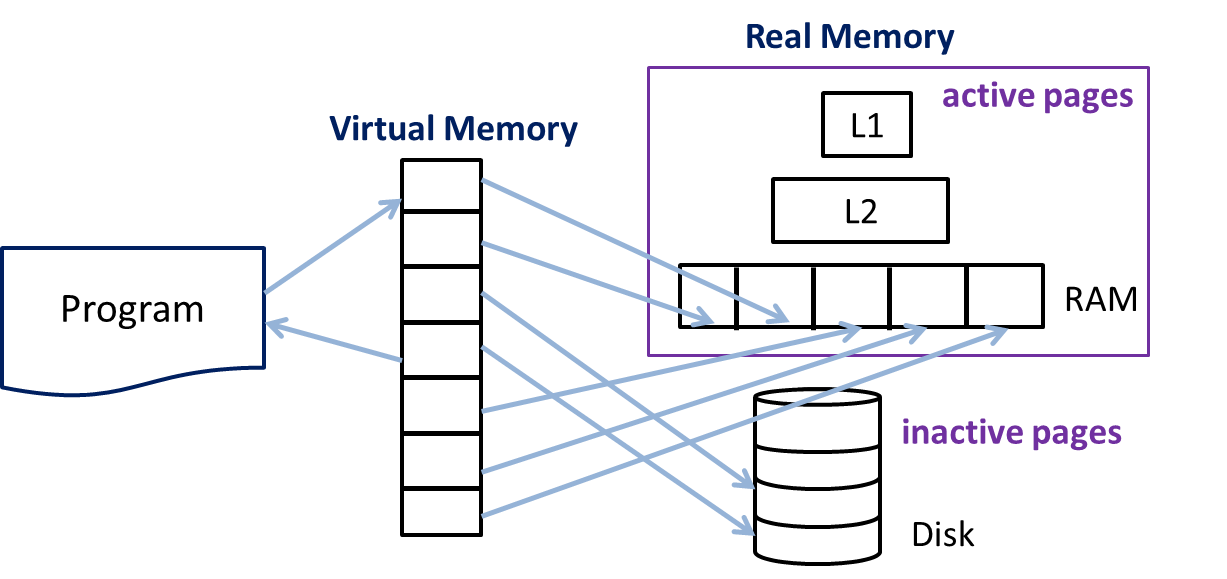 Real Memory
active pages
L1
Virtual Memory
L2
Program
RAM
inactive pages
Disk